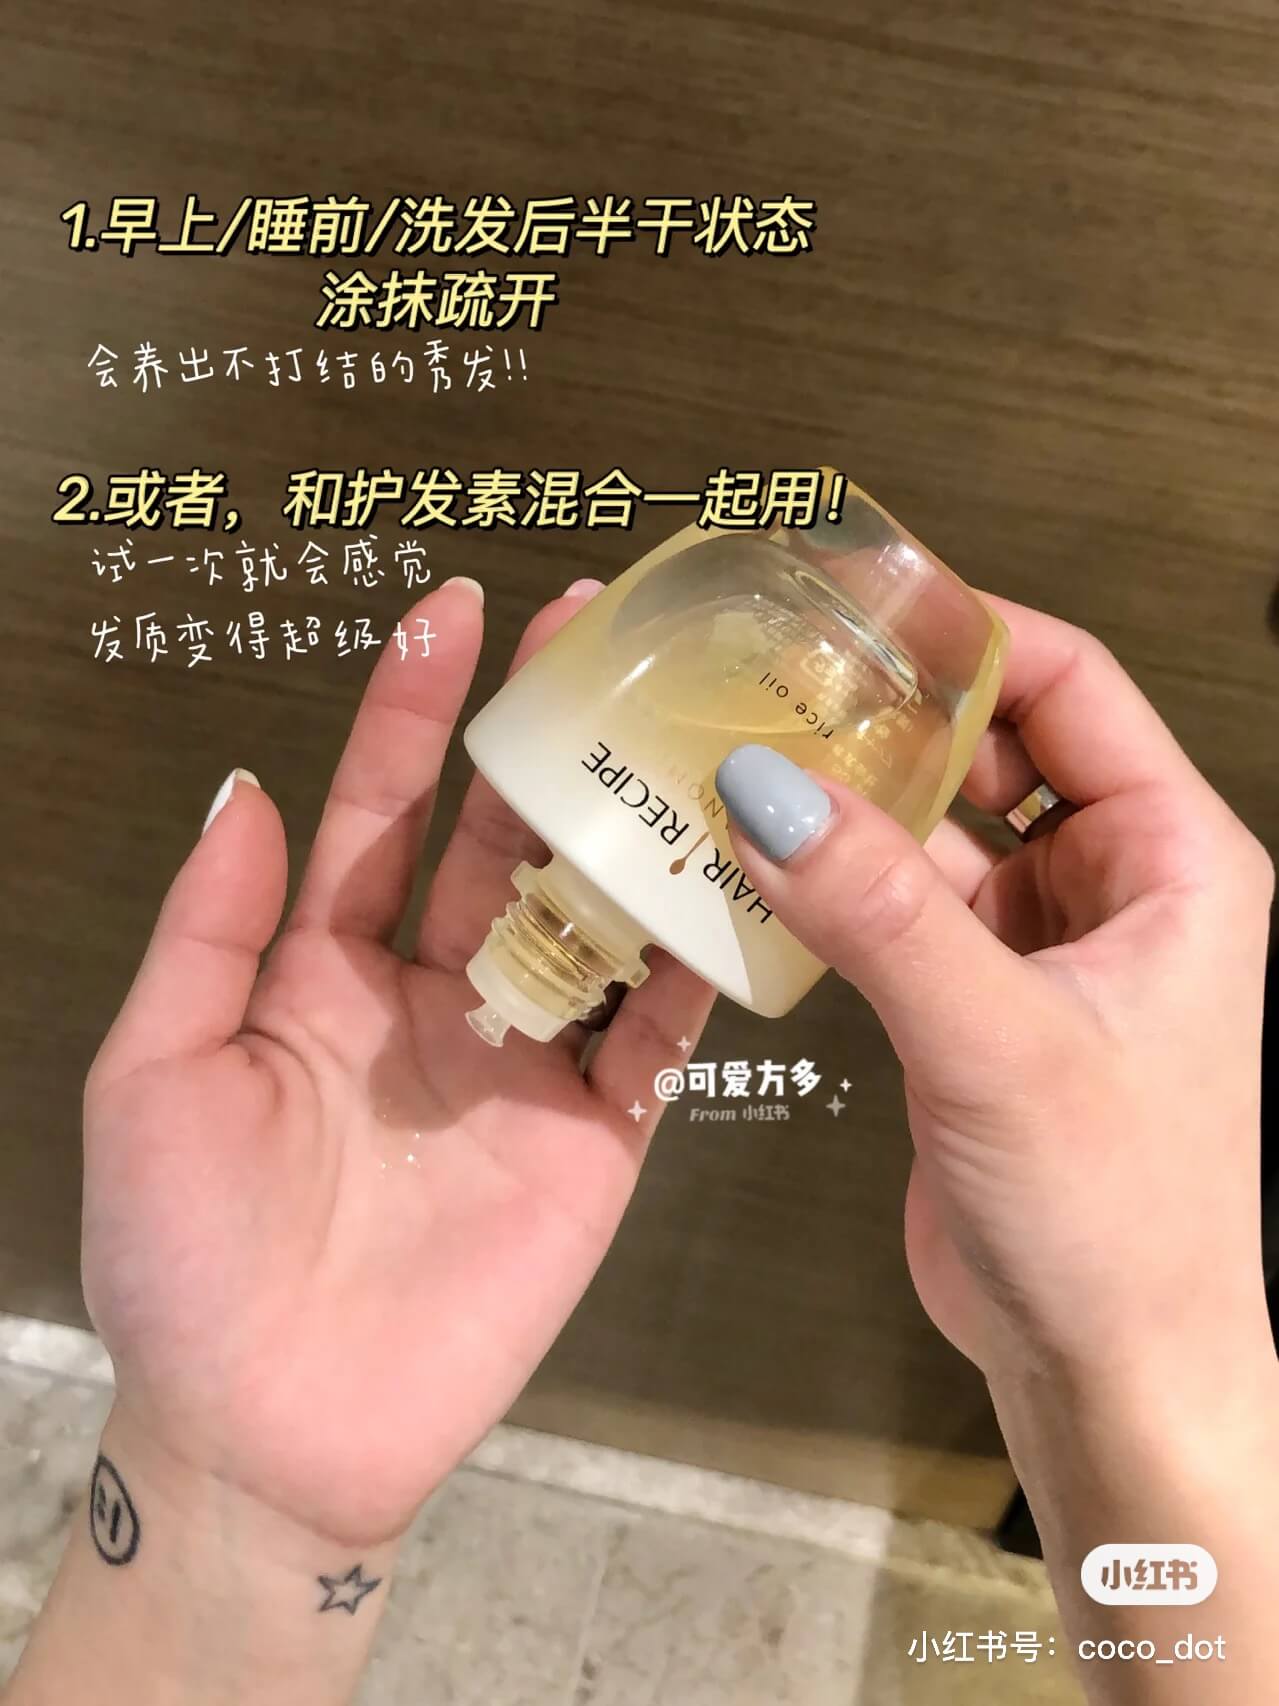 1.早上/睡前/洗发后半干状态
涂抹疏开
会养出不打结的秀发!!
2.或者，和护发素混合一起用！
试一次就会感觉
发质变得超级好
rice oil
HAIR RECIPE
@可爱方多
From 小红书
小红书
小红书号：coco_dot